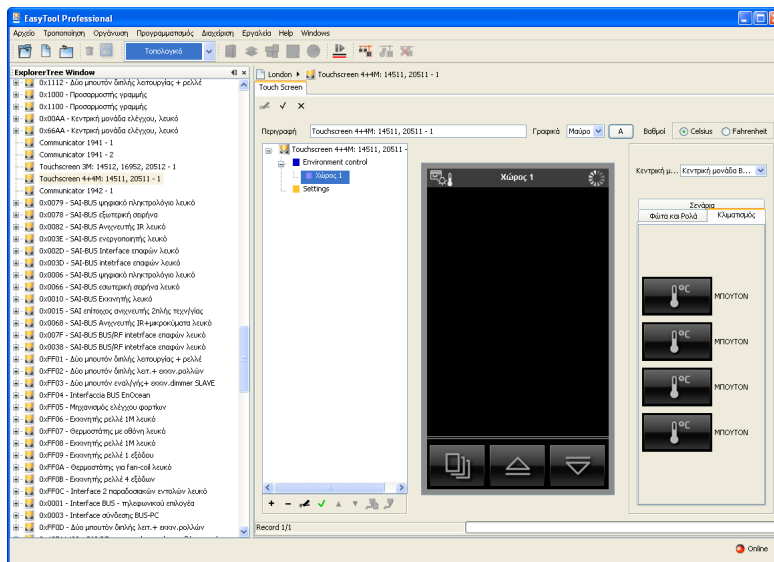 EasyTool Professional
Αρχείο Τροποποίηση Οργάνωση Προγραμματισμός Διαχείριση Εργαλεία Help Windows
Τοπολογικό
ExplorerTree Window
0x1112 - Δύο μπουτόν διπλής λειτουργίας + ρελλέ
0x1000 - Προσαρμοστής γραμμής
0x1100 - Προσαρμοστής γραμμής
0x00AA - Κεντρική μονάδα ελέγχου, λευκό
0x66AA - Κεντρική μονάδα ελέγχου, λευκό
Communicator 1941 - 1
Communicator 1941 - 2
Touchscreen 3M: 14512, 16952, 20512 - 1
Touchscreen 4+4M: 14511, 20511 - 1
Communicator 1942 - 1
0x0079 - SAI-BUS ψηφιακό πληκτρολόγιο λευκό
0x0078 - SAI-BUS εξωτερική σειρήνα
0x0082 - SAI-BUS Ανιχνευτής IR λευκό
0x003E - SAI-BUS ενεργοποιητής λευκό
0x002D - SAI-BUS Interface επαφών λευκό
0x003D - SAI-BUS intetrface επαφών λευκό
0x0006 - SAI-BUS ψηφιακό πληκτρολόγιο λευκό
0x0066 - SAI-BUS εσωτερική σειρήνα λευκό
0x0010 - SAI-BUS Εκκινητής λευκό
0x0015 - SAI επίτοιχος ανιχνευτής 2πλής τεχν/γίας
0x0068 - SAI-BUS Ανιχνευτής IR+μικροκύματα λευκό
0x007F - SAI-BUS BUS/RF intetrface επαφών λευκό
0x0038 - SAI-BUS BUS/RF intetrface επαφών λευκό
0xFF01 - Δύο μπουτόν διπλής λειτουργίας + ρελλέ
0xFF02 - Δύο μπουτόν διπλής λειτ.+ εκκιν.ρολλών
0xFF03 - Δύο μπουτόν εναλ/γής+ εκκιν.dimmer SLAVE
0xFF04 - Interfaccia BUS EnOcean
0xFF05 - Μηχανισμός ελέγχου φορτίων
0xFF06 - Εκκινητής ρελλέ 1M λευκό
0xFF07 - Θερμοστάτης με οθόνη λευκό
0xFF08 - Εκκινητής ρελλέ 1M λευκό
0xFF09 - Εκκινητής ρελλέ 1 εξόδου
0xFF0A - Θερμοστάτης για fan-coil λευκό
0xFF0B - Εκκινητής ρελλέ 4 εξόδων
0xFF0C - Interface 2 παραδοσιακών εντολών λευκό
0x0001 - Interface BUS - τηλεφωνικού επιλογέα
0x0003 - Interface σύνδεσης BUS-PC
0xFF0D - Δύο μπουτόν διπλής λειτ.+ εκκιν.ρολλών
London Touchscreen 4+4M: 14511, 20511 - 1
Touch Screen
Περιγραφή Touchscreen 4+4M: 14511, 20511 - 1 Γραφικά Μαύρο A Βαθμοί Celsius Fahrenheit
Touchscreen 4+4M: 14511, 20511 -
Environment control
Χώρος 1
Settings
Χώρος 1
Κεντρική μ... Κεντρική μονάδα B...
Σενάρια
Φώτα και Ρολά Κλιματισμός
°C ΜΠΟΥΤΟΝ
°C ΜΠΟΥΤΟΝ
°C ΜΠΟΥΤΟΝ
°C ΜΠΟΥΤΟΝ
Record 1/1
Online